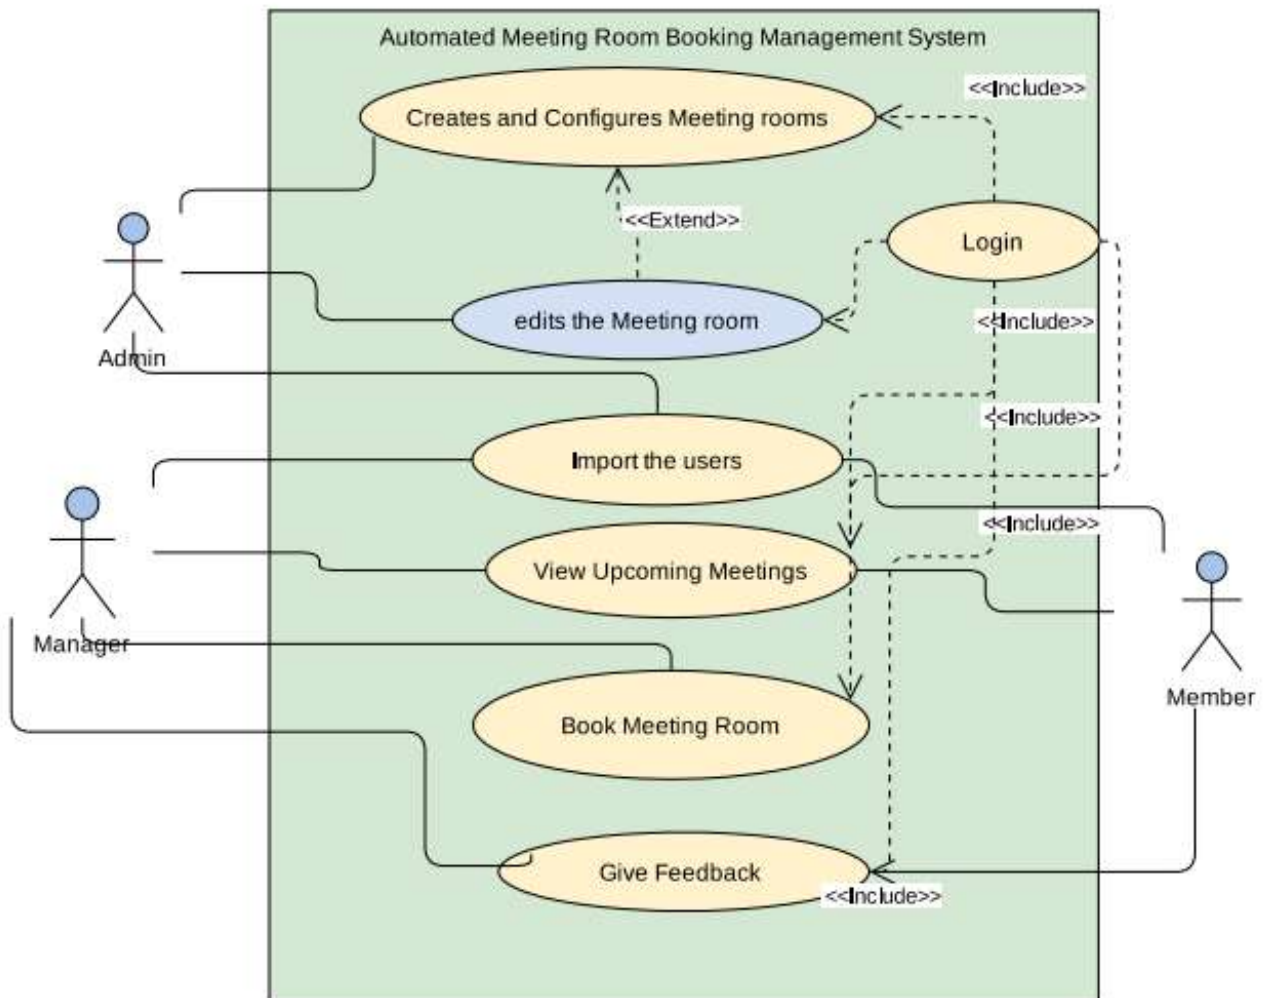 Automated Meeting Room Booking Management System
<<Include>>
Creates and Configures Meeting rooms
<<Extend>>
Login
edits the Meeting room
<<Include>>
Admin
<<Include>>
Import the users
<<Include>>
View Upcoming Meetings
Manager
Member
Book Meeting Room
Give Feedback
<<Include>>